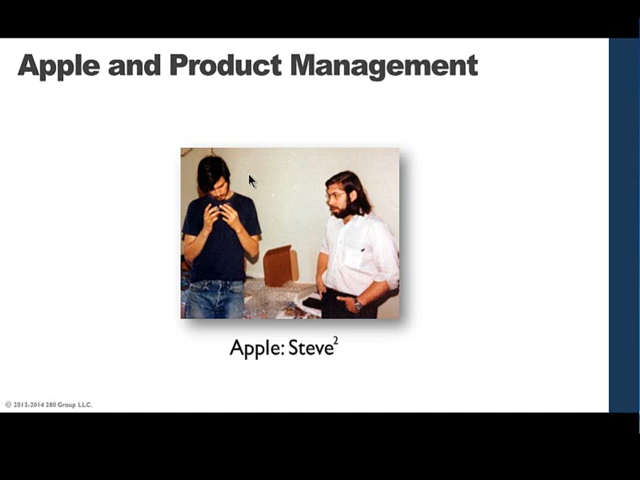 Apple and Product Management
Apple: Steve²
© 2013-2014 280 Group LLC.